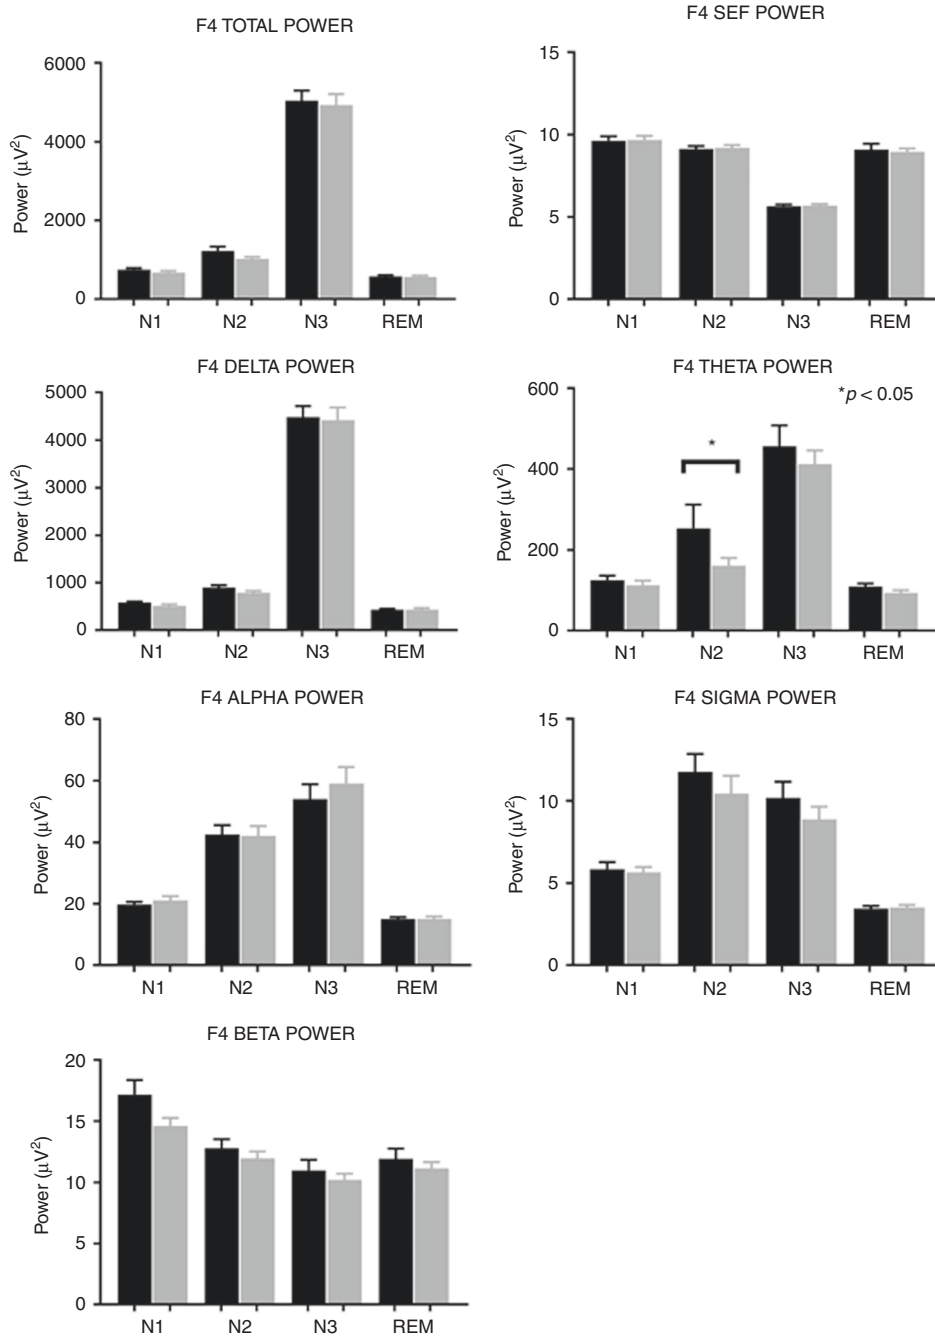 F4 TOTAL POWER
Power (μV²)
6000
4000
2000
0
N1 N2 N3 REM
F4 SEF POWER
Power (μV²)
15
10
5
0
N1 N2 N3 REM
F4 DELTA POWER
Power (μV²)
5000
4000
3000
2000
1000
0
N1 N2 N3 REM
F4 THETA POWER
*p < 0.05
Power (μV²)
600
400
200
0
*
N1 N2 N3 REM
F4 ALPHA POWER
Power (μV²)
80
60
40
20
0
N1 N2 N3 REM
F4 SIGMA POWER
Power (μV²)
15
10
5
0
N1 N2 N3 REM
F4 BETA POWER
Power (μV²)
20
15
10
5
0
N1 N2 N3 REM